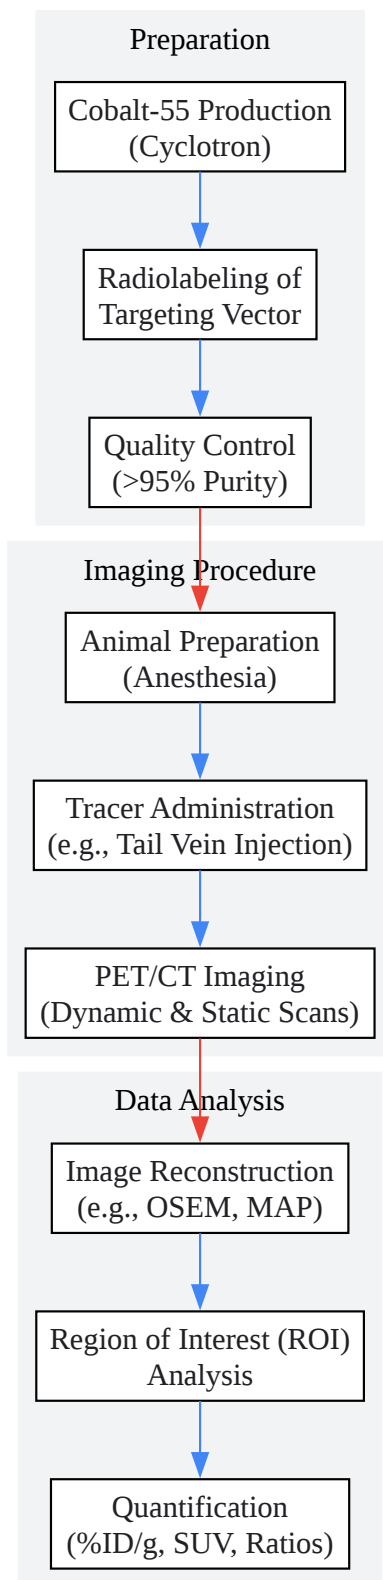 Preparation
Cobalt-55 Production
(Cyclotron)
Radiolabeling of
Targeting Vector
Quality Control
(>95% Purity)
Imaging Procedure
Animal Preparation
(Anesthesia)
Tracer Administration
(e.g., Tail Vein Injection)
PET/CT Imaging
(Dynamic & Static Scans)
Data Analysis
Image Reconstruction
(e.g., OSEM, MAP)
Region of Interest (ROI)
Analysis
Quantification
(%ID/g, SUV, Ratios)